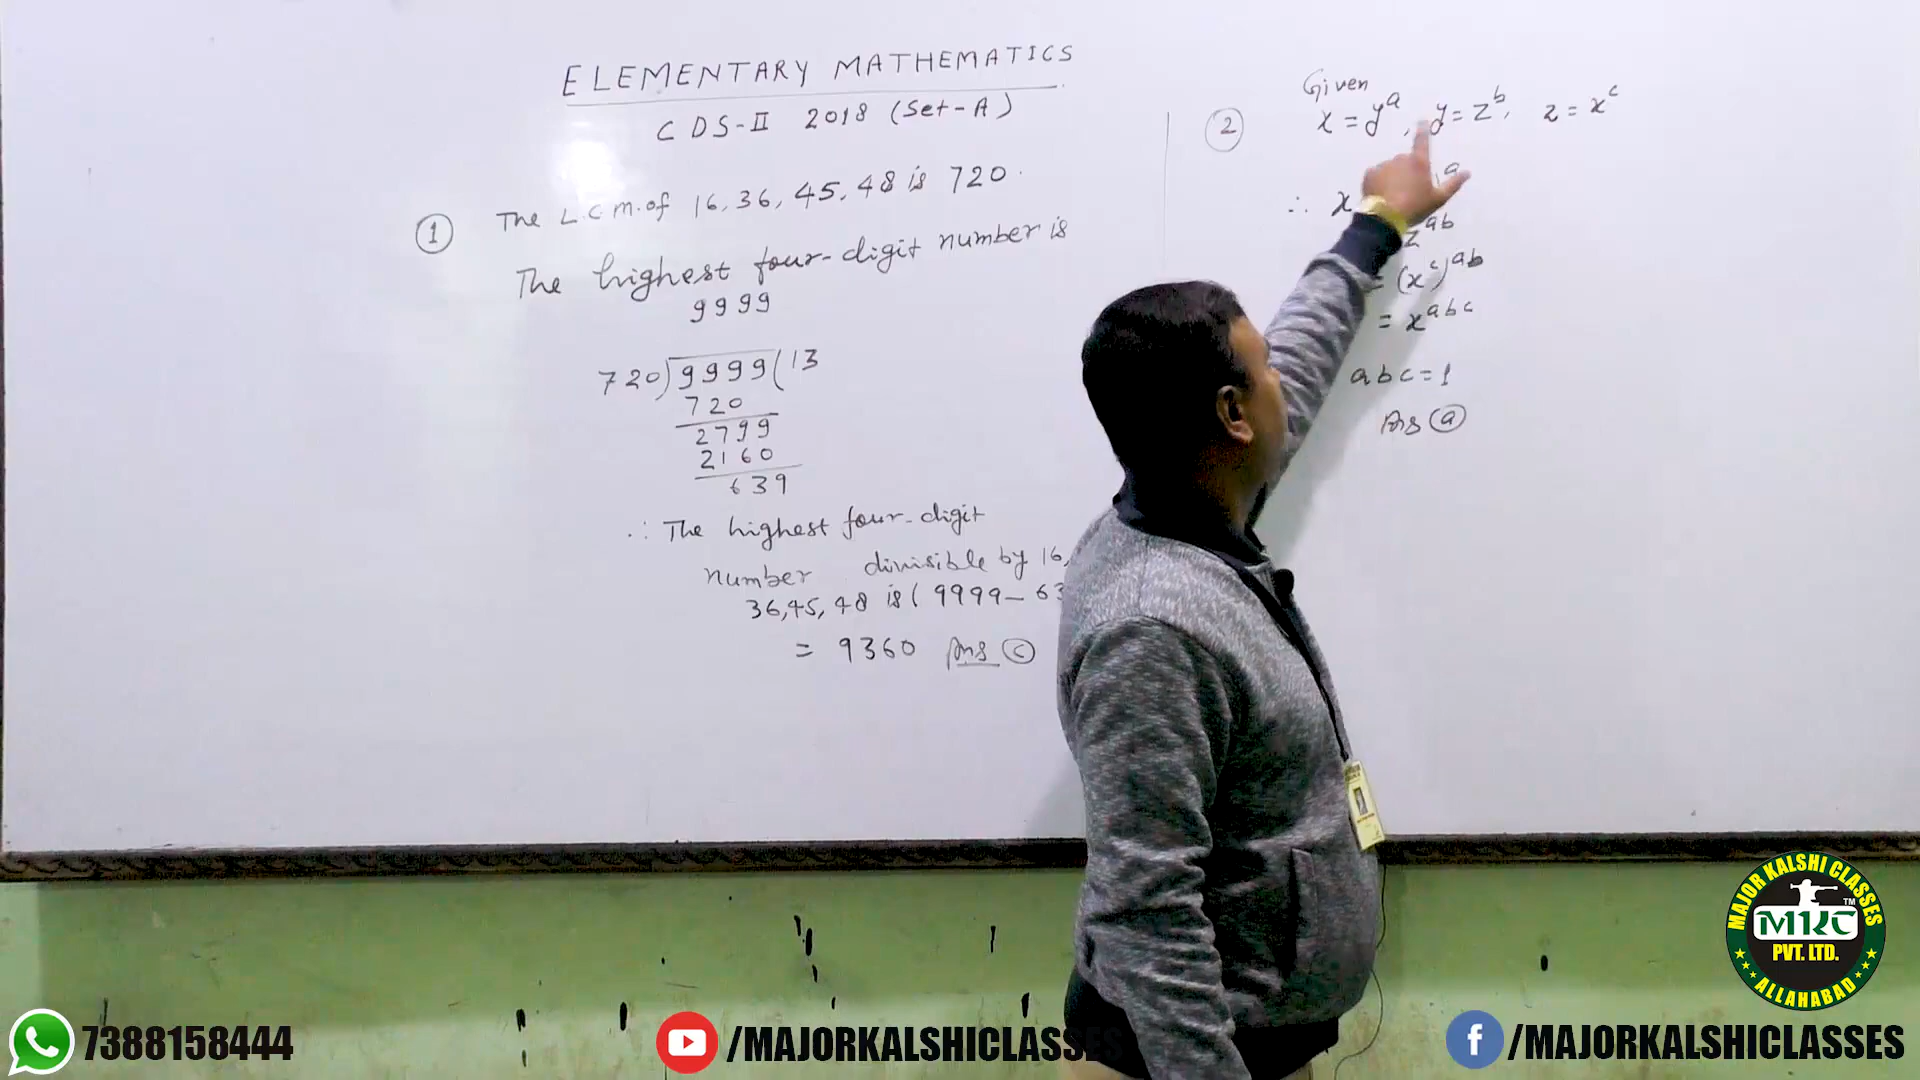 ELEMENTARY MATHEMATICS
CDS-II 2018 (Set-A)
① The L.C.M. of 16, 36, 45, 48 is 720.
The highest four-digit number is
9999
720)9999(13
720
2799
2160
639
∴ The highest four-digit
number divisible by 16,
36,45, 48 is (9999- 63
= 9360 Ans ⓒ
② Given
x = y^a, y = z^b, z = x^c
∴ x
a
z^ab
= (x^c)^ab
= x^abc
abc = 1
Ans ⓐ
MAJOR KALSHI CLASSES
MKC TM
PVT. LTD.
ALLAHABAD
7388158444
/MAJORKALSHICLASSES
/MAJORKALSHICLASSES